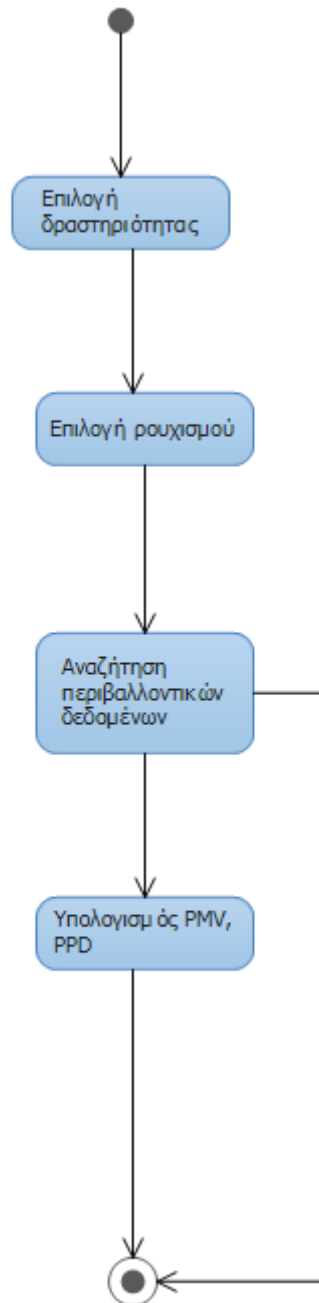 Επιλογή
δραστηριότητας
Επιλογή ρουχισμού
Αναζήτηση
περιβαλλοντικών
δεδομένων
Υπολογισμός PMV,
PPD